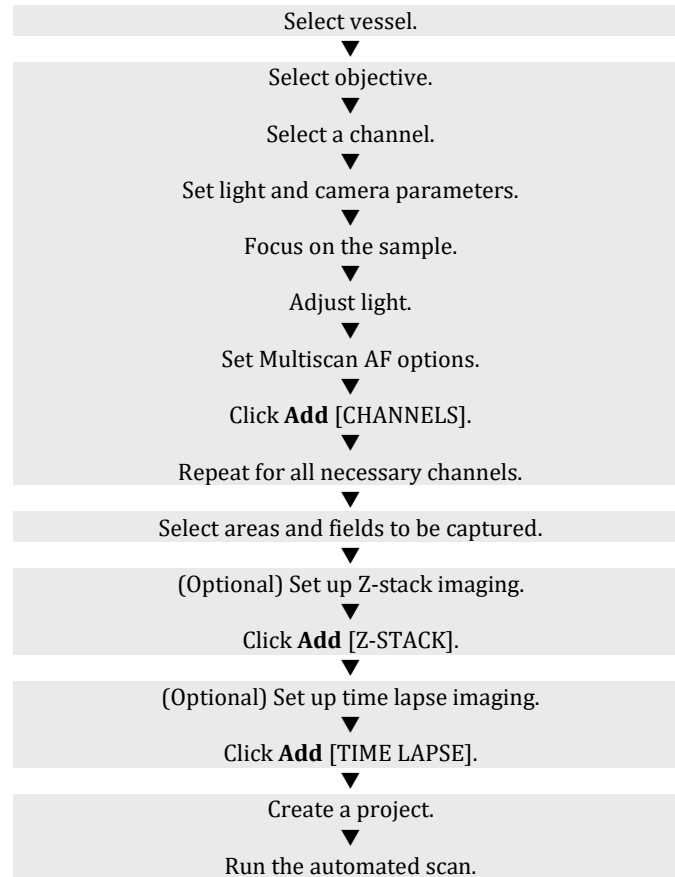 Select vessel.
Select objective.
Select a channel.
Set light and camera parameters.
Focus on the sample.
Adjust light.
Set Multiscan AF options.
Click Add [CHANNELS].
Repeat for all necessary channels.
Select areas and fields to be captured.
(Optional) Set up Z-stack imaging.
Click Add [Z-STACK].
(Optional) Set up time lapse imaging.
Click Add [TIME LAPSE].
Create a project.
Run the automated scan.